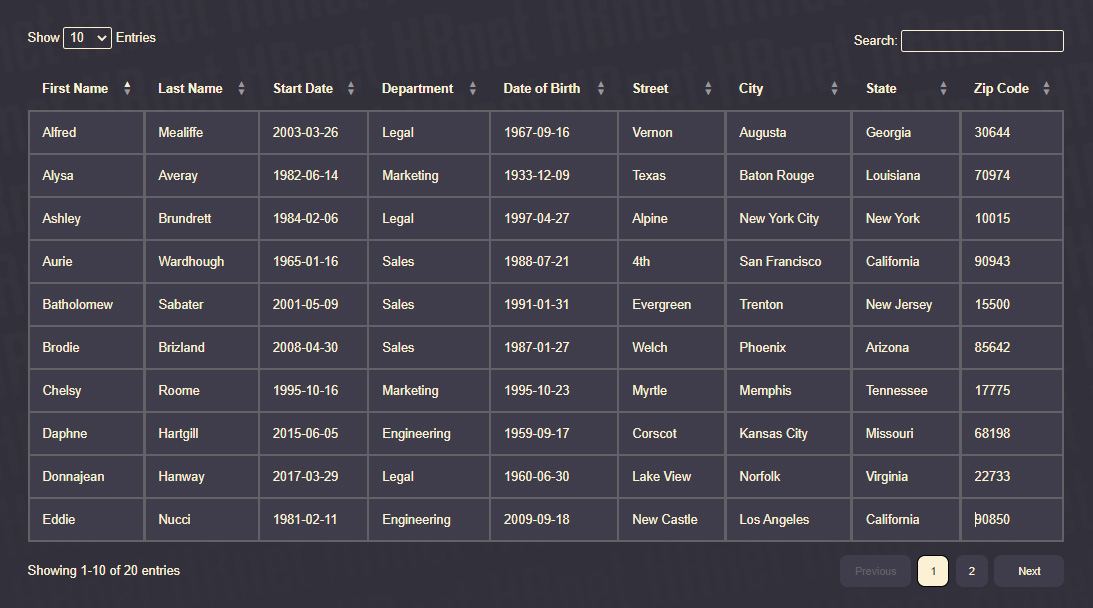 Show 10 Entries Search:
First Name Last Name Start Date Department Date of Birth Street City State Zip Code
Alfred Mealiffe 2003-03-26 Legal 1967-09-16 Vernon Augusta Georgia 30644
Alysa Averay 1982-06-14 Marketing 1933-12-09 Texas Baton Rouge Louisiana 70974
Ashley Brundrett 1984-02-06 Legal 1997-04-27 Alpine New York City New York 10015
Aurie Wardhough 1965-01-16 Sales 1988-07-21 4th San Francisco California 90943
Batholomew Sabater 2001-05-09 Sales 1991-01-31 Evergreen Trenton New Jersey 15500
Brodie Brizland 2008-04-30 Sales 1987-01-27 Welch Phoenix Arizona 85642
Chelsy Roome 1995-10-16 Marketing 1995-10-23 Myrtle Memphis Tennessee 17775
Daphne Hartgill 2015-06-05 Engineering 1959-09-17 Corscot Kansas City Missouri 68198
Donnajean Hanway 2017-03-29 Legal 1960-06-30 Lake View Norfolk Virginia 22733
Eddie Nucci 1981-02-11 Engineering 2009-09-18 New Castle Los Angeles California 90850
Showing 1-10 of 20 entries Previous 1 2 Next